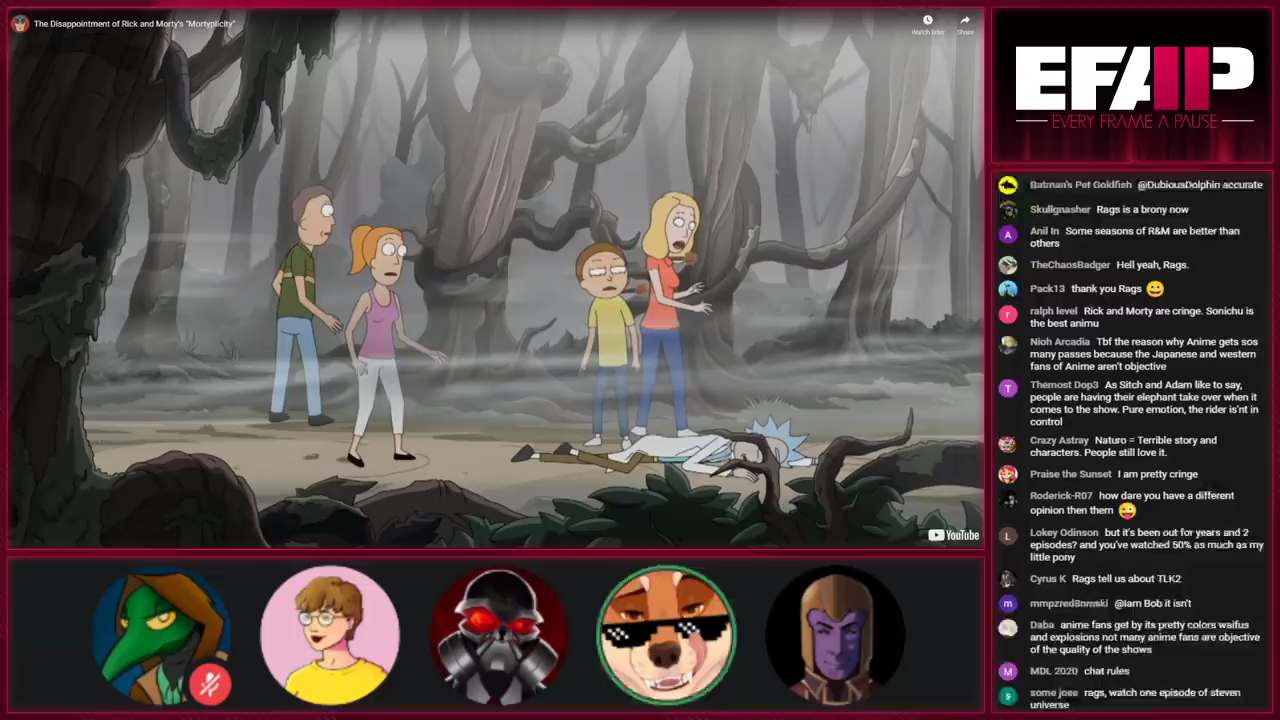 The Disappointment of Rick and Morty's "Mortyplicity"
Watch later
Share
EFAP
EVERY FRAME A PAUSE
Batman's Pet Goldfish @DubiousDolphin accurate
Skullgnasher Rags is a brony now
Anil In Some seasons of R&M are better than
others
TheChaosBadger Hell yeah, Rags.
Pack13 thank you Rags 😀
ralph level Rick and Morty are cringe. Sonichu is
the best animu
Nioh Arcadia Tbf the reason why Anime gets sos
many passes because the Japanese and western
fans of Anime aren't objective
Themost Dop3 As Sitch and Adam like to say,
people are having their elephant take over when it
comes to the show. Pure emotion, the rider is'nt in
control
Crazy Astray Naturo = Terrible story and
characters. People still love it.
Praise the Sunset I am pretty cringe
Roderick-R07 how dare you have a different
opinion then them 😜
Lokey Odinson but it's been out for years and 2
episodes? and you've watched 50% as much as my
little pony
Cyrus K Rags tell us about TLK2
@Iam Bob it isn't
Daba anime fans get by its pretty colors waifus
and explosions not many anime fans are objective
of the quality of the shows
MDL 2020 chat rules
some jose rags, watch one episode of steven
universe
YouTube